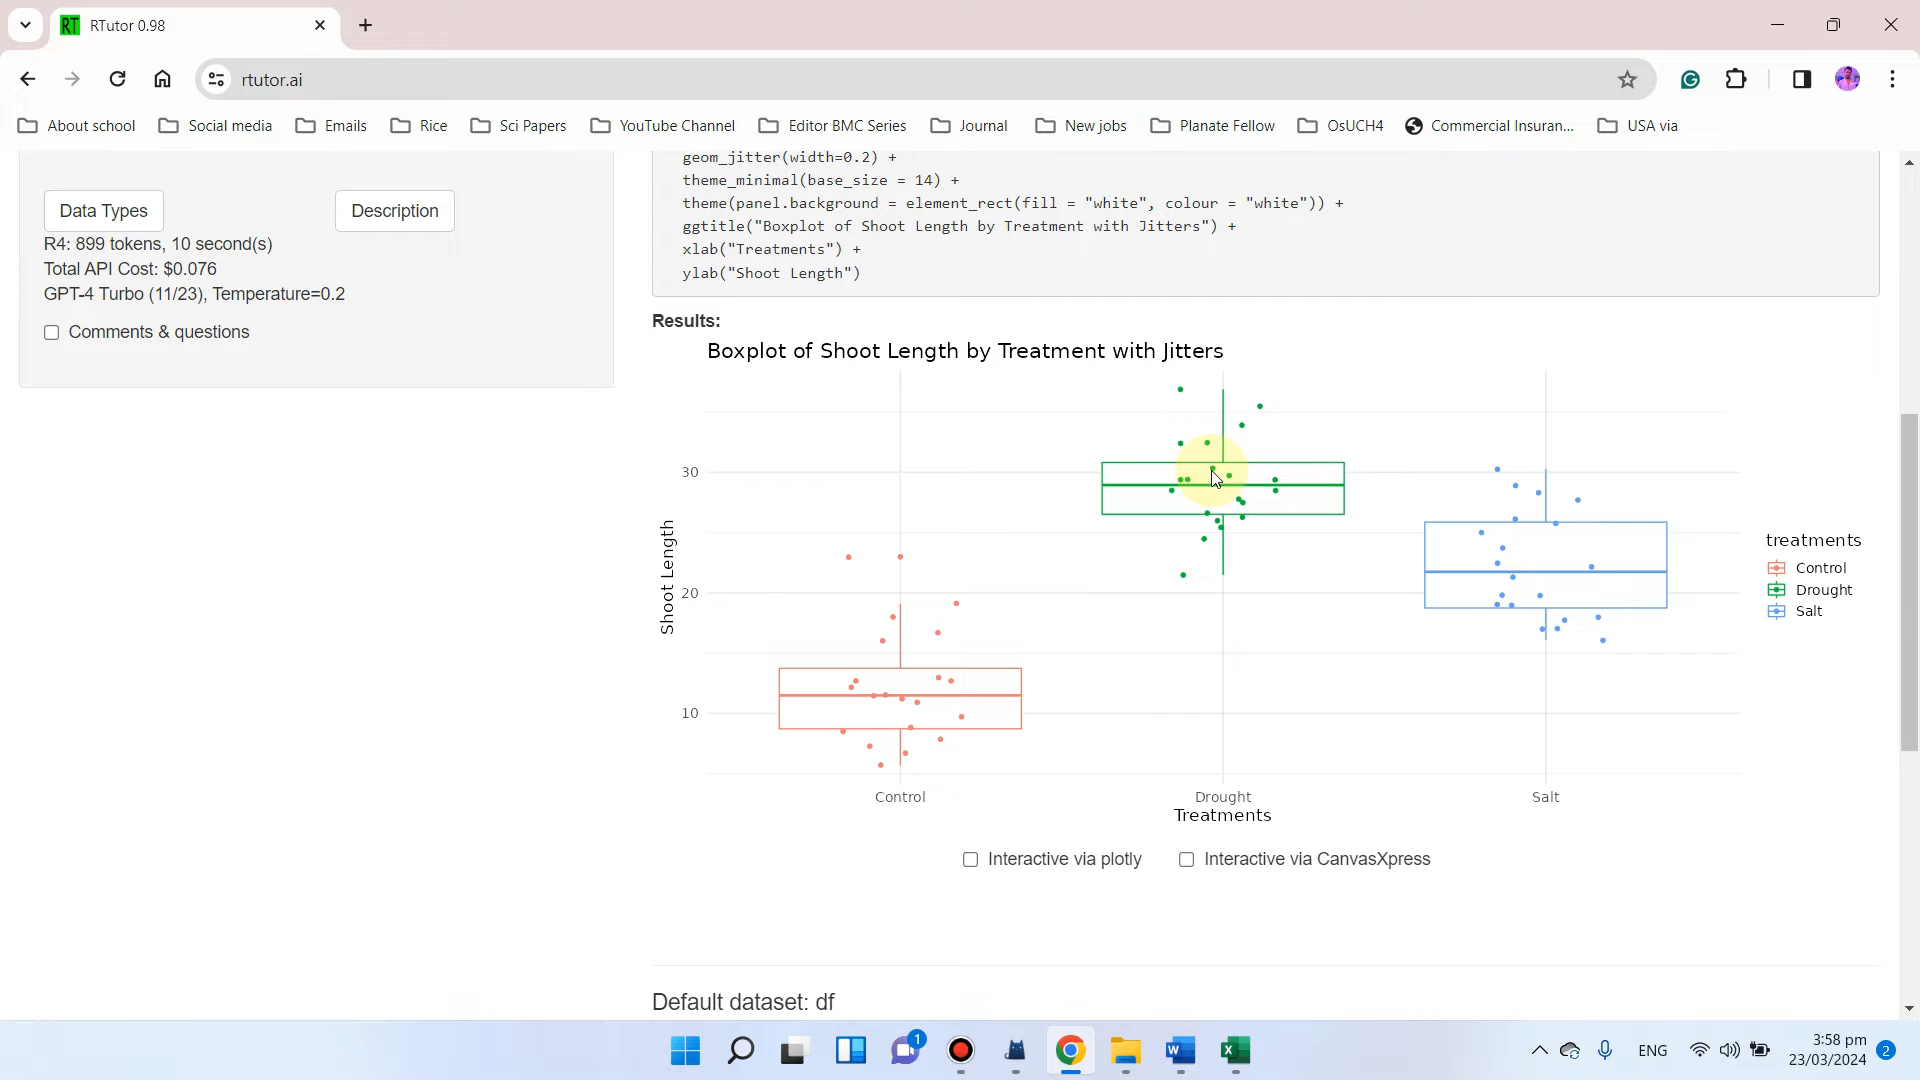 RT RTutor 0.98
rtutor.ai
About school Social media Emails Rice Sci Papers YouTube Channel Editor BMC Series Journal New jobs Planate Fellow OsUCH4 Commercial Insuran... USA via
Data Types Description
R4: 899 tokens, 10 second(s)
Total API Cost: $0.076
GPT-4 Turbo (11/23), Temperature=0.2
Comments & questions
geom_jitter(width=0.2) +
theme_minimal(base_size = 14) +
theme(panel.background = element_rect(fill = "white", colour = "white")) +
ggtitle("Boxplot of Shoot Length by Treatment with Jitters") +
xlab("Treatments") +
ylab("Shoot Length")
Results:
Boxplot of Shoot Length by Treatment with Jitters
30
20
10
Shoot Length
Control Drought Salt
Treatments
treatments
Control
Drought
Salt
Interactive via plotly Interactive via CanvasXpress
Default dataset: df
1
W
X
ENG
3:58 pm
23/03/2024
2